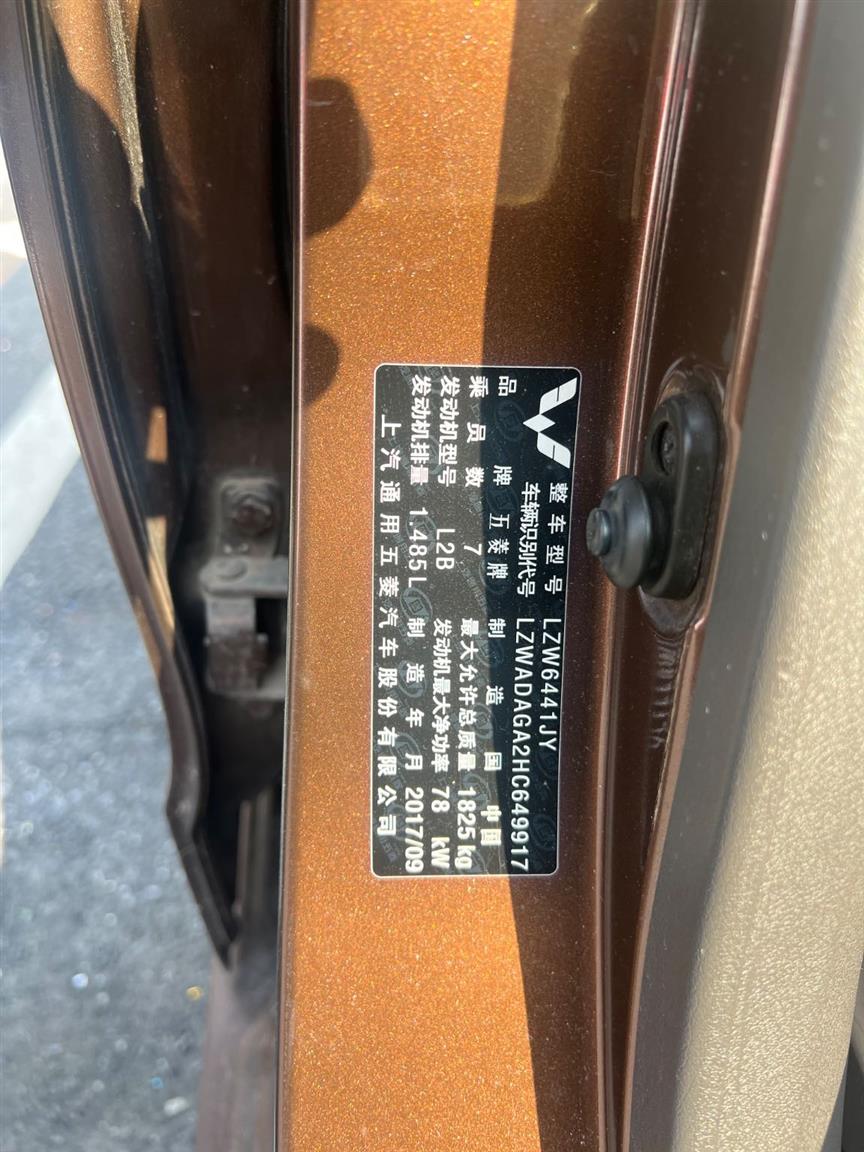 整车型号 LZW6441JY
车辆识别代号 LZWADAGA2HC649917
品牌 五菱牌 制造国 中国
乘员数 7 最大允许总质量 1825 kg
发动机型号 L2B 发动机最大净功率 78 kW
发动机排量 1.485L 制造年月 2017/09
上汽通用五菱汽车股份有限公司